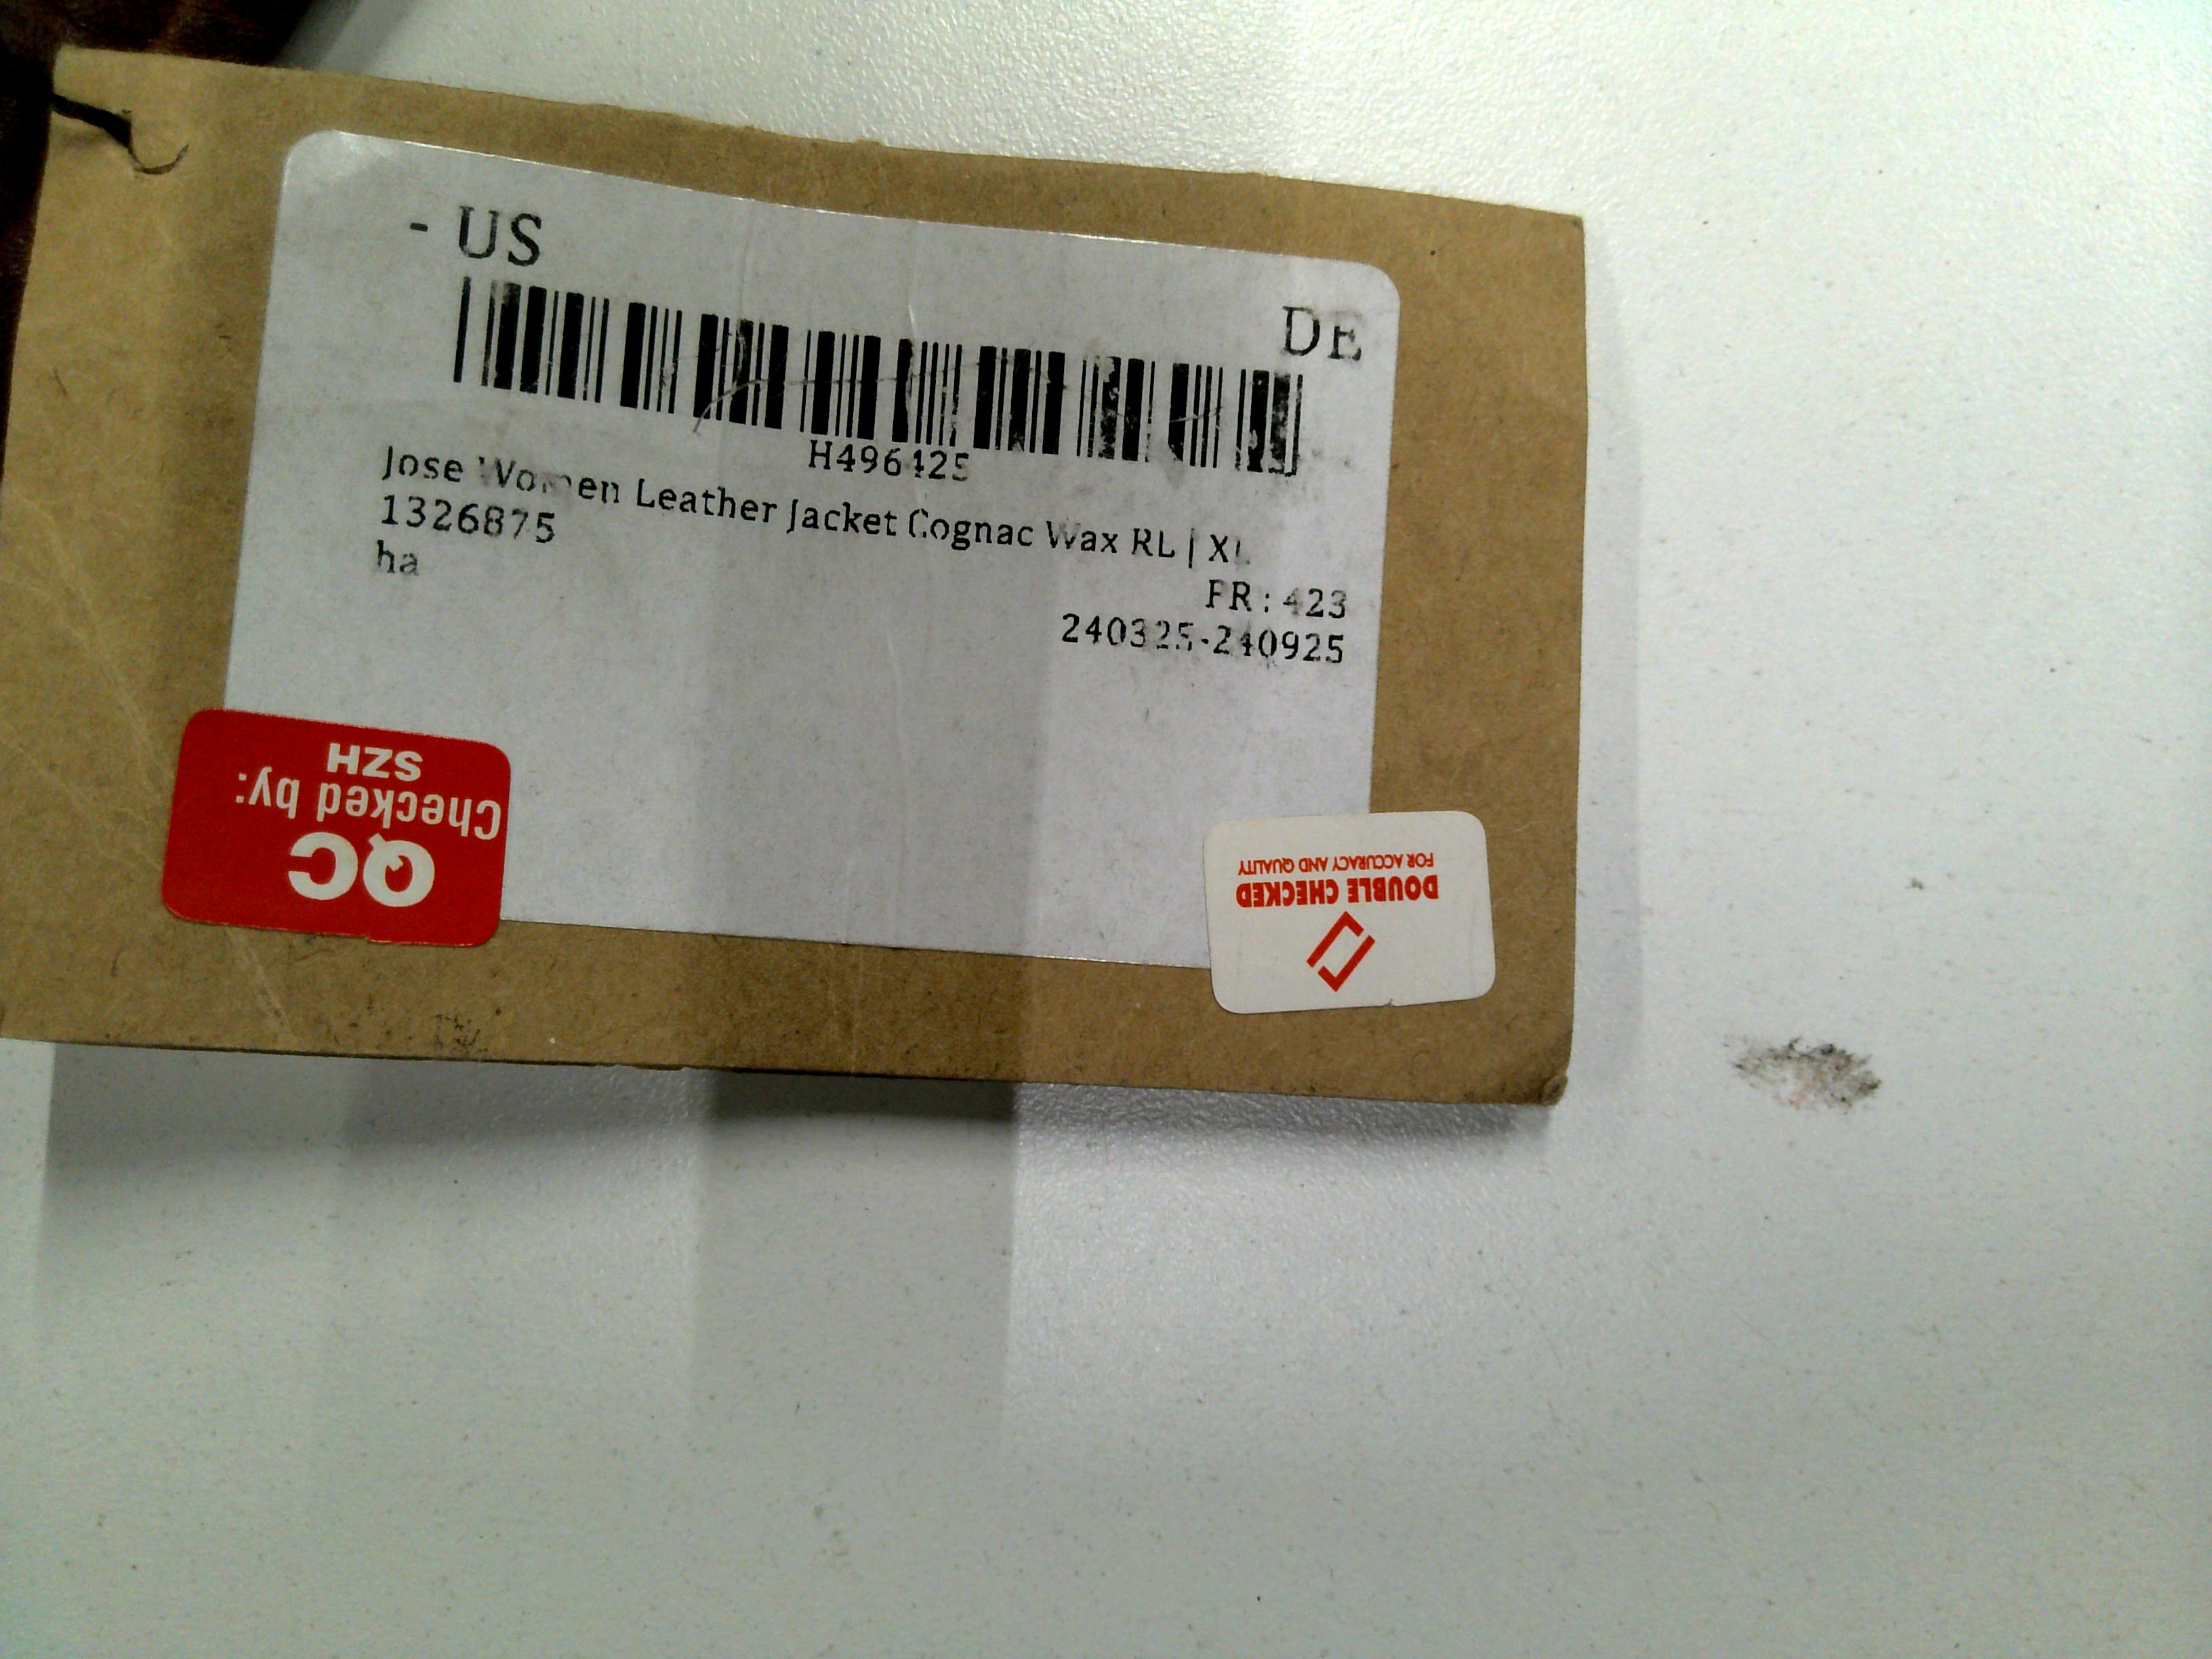 - US
DE
H496425
Jose Women Leather Jacket Cognac Wax RL | XL
1326875
ha
PR : 423
240325-240925
QC
Checked by:
SZH
DOUBLE CHECKED
FOR ACCURACY AND QUALITY